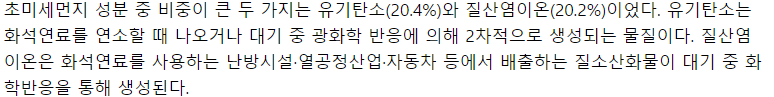 초미세먼지 성분 중 비중이 큰 두 가지는 유기탄소(20.4%)와 질산염이온(20.2%)이었다. 유기탄소는
화석연료를 연소할 때 나오거나 대기 중 광화학 반응에 의해 2차적으로 생성되는 물질이다. 질산염
이온은 화석연료를 사용하는 난방시설·열공정산업·자동차 등에서 배출하는 질소산화물이 대기 중 화
학반응을 통해 생성된다.